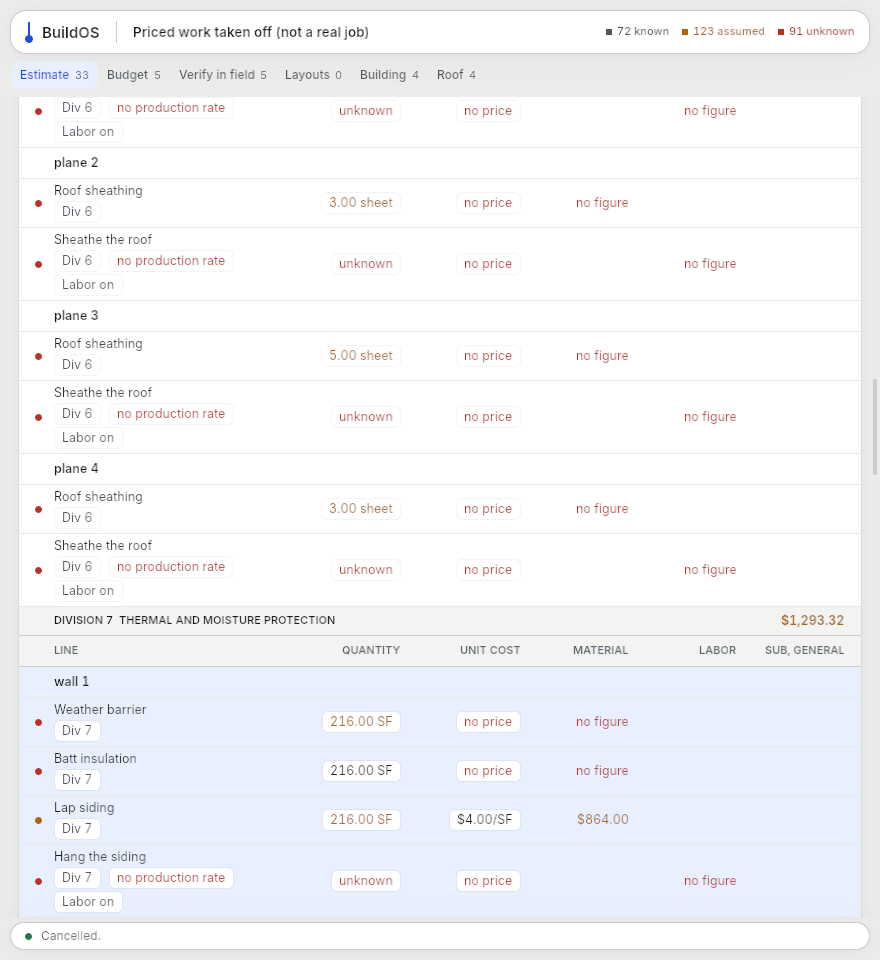 BuildOS Priced work taken off (not a real job) 72 known 123 assumed 91 unknown
Estimate 33 Budget 5 Verify in field 5 Layouts 0 Building 4 Roof 4
Div 6 no production rate unknown no price no figure
Labor on
plane 2
Roof sheathing
Div 6 3.00 sheet no price no figure
Sheathe the roof
Div 6 no production rate unknown no price no figure
Labor on
plane 3
Roof sheathing
Div 6 5.00 sheet no price no figure
Sheathe the roof
Div 6 no production rate unknown no price no figure
Labor on
plane 4
Roof sheathing
Div 6 3.00 sheet no price no figure
Sheathe the roof
Div 6 no production rate unknown no price no figure
Labor on
DIVISION 7 THERMAL AND MOISTURE PROTECTION $1,293.32
LINE QUANTITY UNIT COST MATERIAL LABOR SUB, GENERAL
wall 1
Weather barrier
Div 7 216.00 SF no price no figure
Batt insulation
Div 7 216.00 SF no price no figure
Lap siding
Div 7 216.00 SF $4.00/SF $864.00
Hang the siding
Div 7 no production rate unknown no price no figure
Labor on
Cancelled.